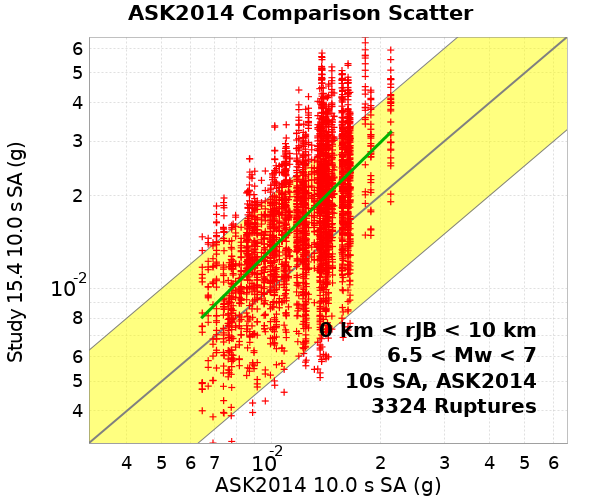 ASK2014 Comparison Scatter
Study 15.4 10.0 s SA (g)
6
5
4
3
2
10-2
8
6
5
4
0 km < rJB < 10 km
6.5 < Mw < 7
10s SA, ASK2014
3324 Ruptures
4 5 6 7 10-2 2 3 4 5 6
ASK2014 10.0 s SA (g)